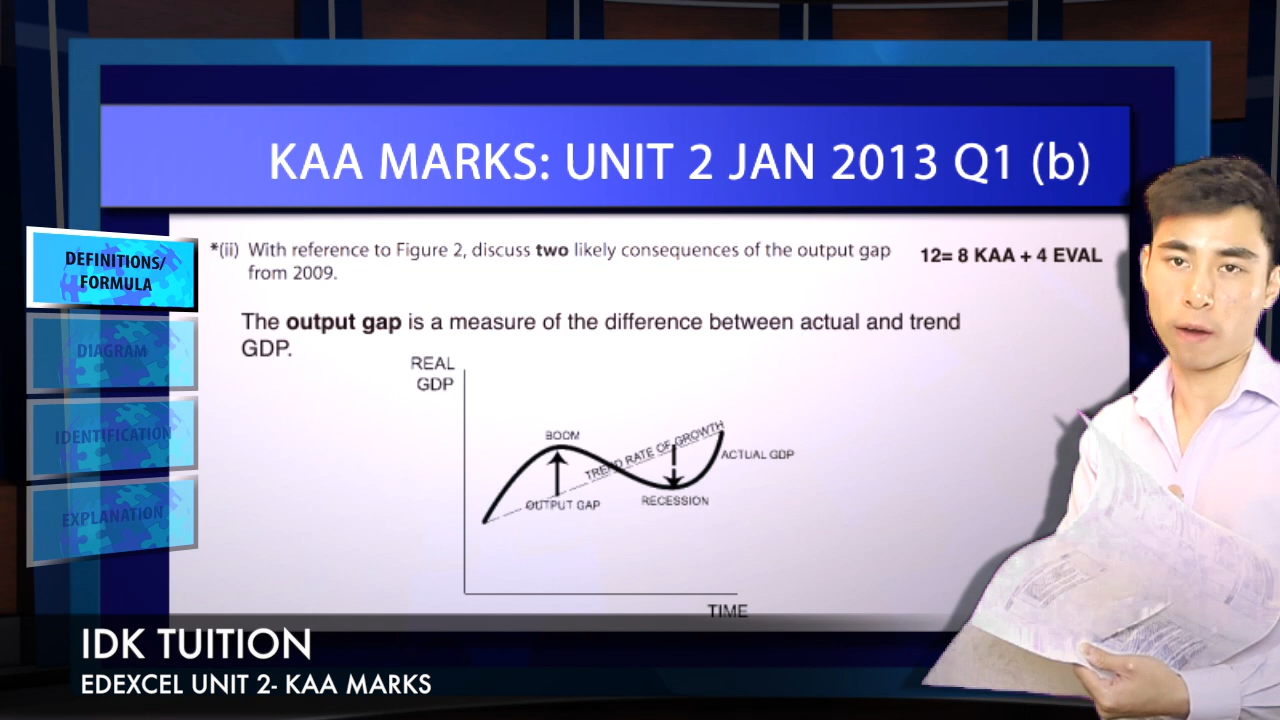 KAA MARKS: UNIT 2 JAN 2013 Q1 (b)
*(ii) With reference to Figure 2, discuss two likely consequences of the output gap
from 2009.
12= 8 KAA + 4 EVAL
The output gap is a measure of the difference between actual and trend
GDP.
REAL
GDP
BOOM
TREND RATE OF GROWTH
ACTUAL GDP
OUTPUT GAP
RECESSION
TIME
DEFINITIONS/
FORMULA
DIAGRAM
IDENTIFICATION
EXPLANATION
IDK TUITION
EDEXCEL UNIT 2- KAA MARKS